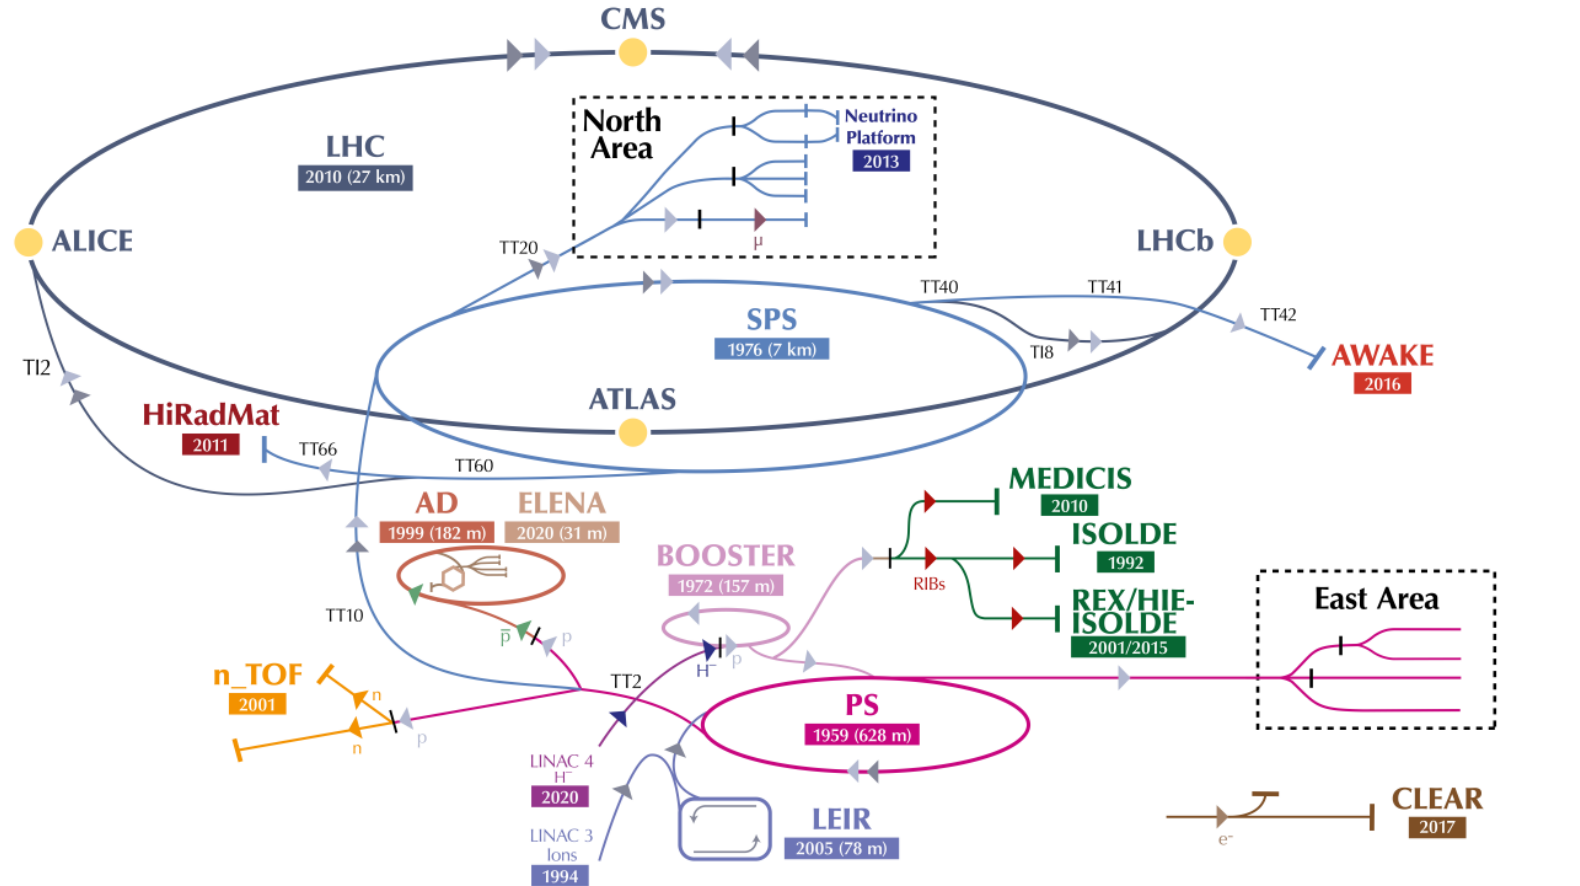 CMS
North
Area
Neutrino
Platform
2013
LHC
2010 (27 km)
μ
ALICE
LHCb
TT20
TT40
TT41
TT42
SPS
1976 (7 km)
TI8
AWAKE
2016
TI2
ATLAS
HiRadMat
2011
TT66
TT60
MEDICIS
2010
AD
1999 (182 m)
ELENA
2020 (31 m)
ISOLDE
1992
BOOSTER
1972 (157 m)
RIBs
REX/HIE-
ISOLDE
2001/2015
East Area
TT10
p̅
p
H⁻
p
n_TOF
2001
n
n
p
TT2
PS
1959 (628 m)
LINAC 4
H⁻
2020
LINAC 3
Ions
1994
LEIR
2005 (78 m)
CLEAR
2017
e⁻